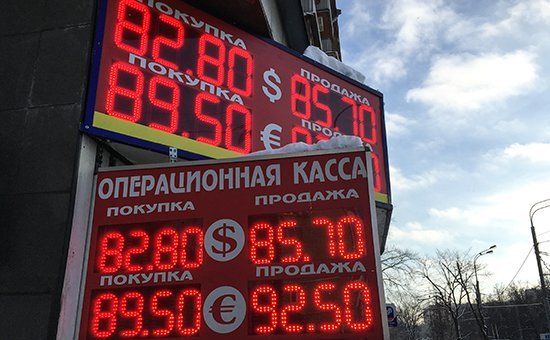 ПОКУПКА
82.80 $ ПРОДАЖА 85.70
ПОКУПКА
89.50 € ПРОДАЖА
ОПЕРАЦИОННАЯ КАССА
ПОКУПКА ПРОДАЖА
82.80 $ 85.70
ПОКУПКА ПРОДАЖА
89.50 € 92.50